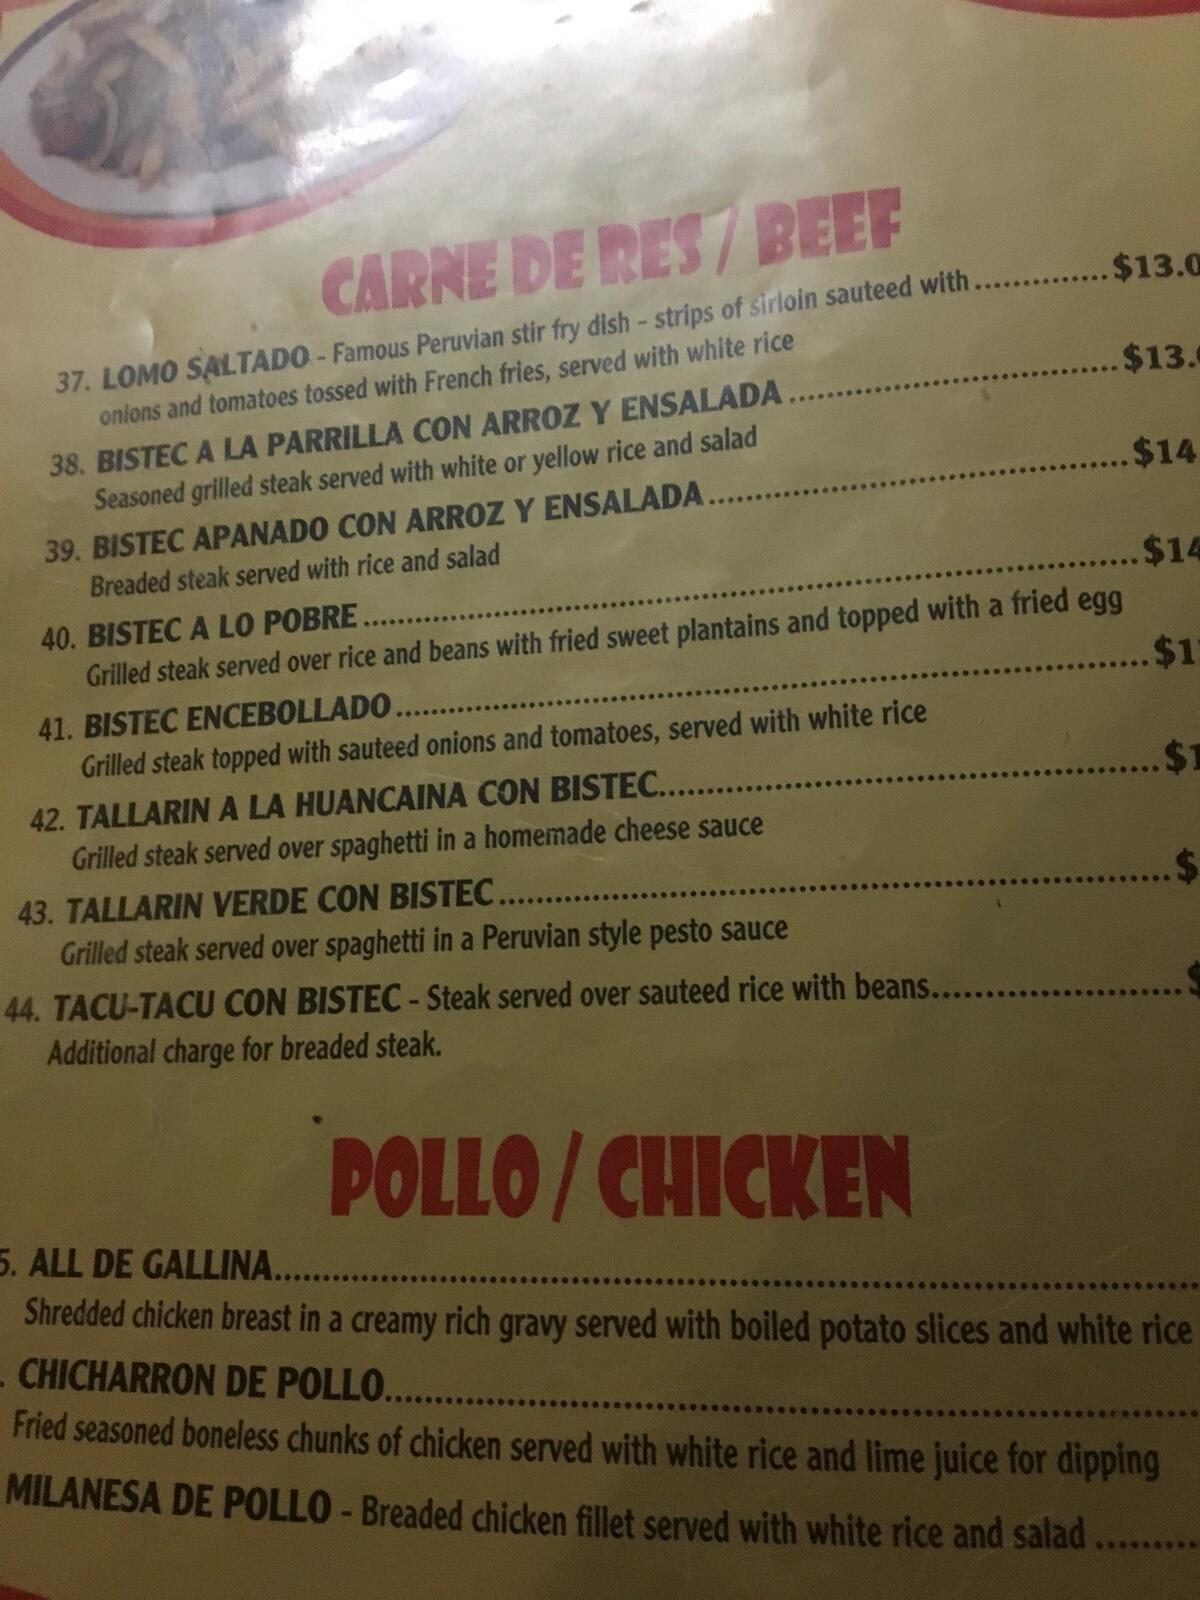 CARNE DE RES / BEEF
37. LOMO SALTADO - Famous Peruvian stir fry dish - strips of sirloin sauteed with .............$13.0
onions and tomatoes tossed with French fries, served with white rice
38. BISTEC A LA PARRILLA CON ARROZ Y ENSALADA ................................$13.
Seasoned grilled steak served with white or yellow rice and salad
39. BISTEC APANADO CON ARROZ Y ENSALADA..........................................$14
Breaded steak served with rice and salad
40. BISTEC A LO POBRE ..............................................................................$14
Grilled steak served over rice and beans with fried sweet plantains and topped with a fried egg
41. BISTEC ENCEBOLLADO ...........................................................................$1
Grilled steak topped with sauteed onions and tomatoes, served with white rice
42. TALLARIN A LA HUANCAINA CON BISTEC..................................................$1
Grilled steak served over spaghetti in a homemade cheese sauce
43. TALLARIN VERDE CON BISTEC...................................................................$
Grilled steak served over spaghetti in a Peruvian style pesto sauce
44. TACU-TACU CON BISTEC - Steak served over sauteed rice with beans.........................$
Additional charge for breaded steak.
POLLO / CHICKEN
5. ALL DE GALLINA.........................................................................................
Shredded chicken breast in a creamy rich gravy served with boiled potato slices and white rice
. CHICHARRON DE POLLO...............................................................................
Fried seasoned boneless chunks of chicken served with white rice and lime juice for dipping
MILANESA DE POLLO - Breaded chicken fillet served with white rice and salad ..........